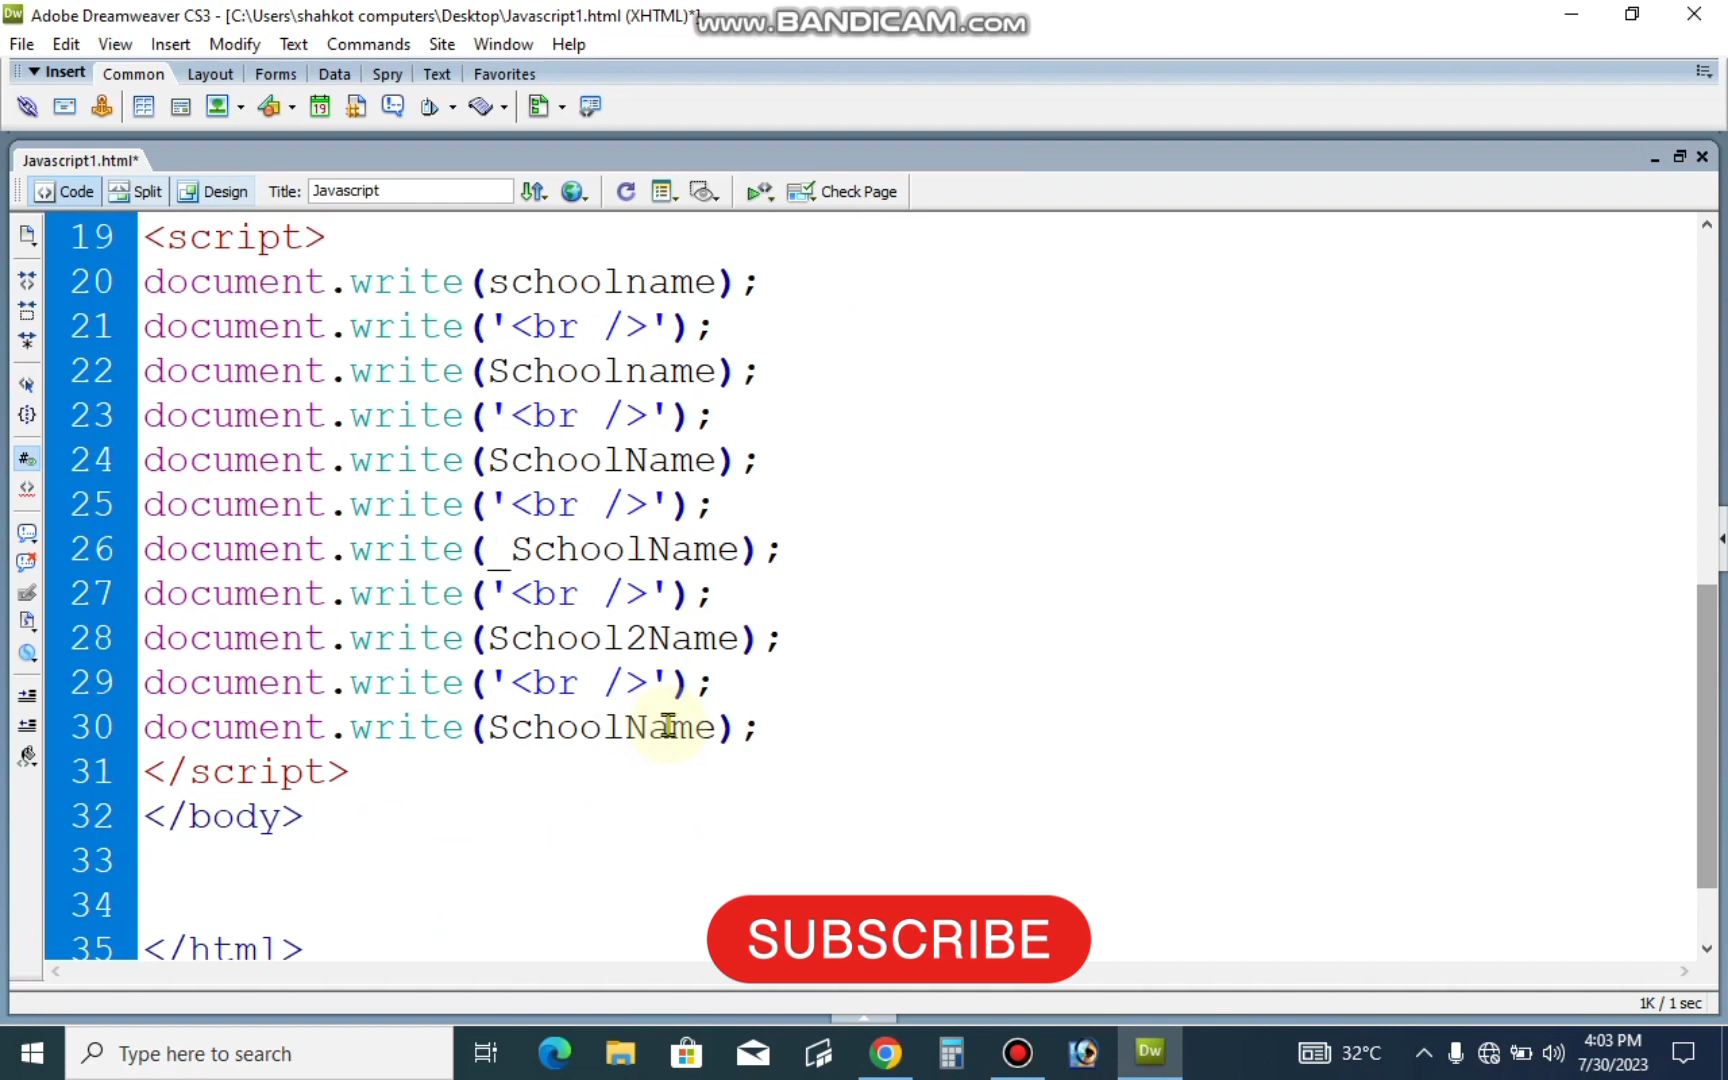 Adobe Dreamweaver CS3 - [C:\Users\shahkot computers\Desktop\Javascript1.html (XHTML)*]
www.BANDICAM.com
File Edit View Insert Modify Text Commands Site Window Help
Insert Common Layout Forms Data Spry Text Favorites
Javascript1.html*
Code Split Design Title: Javascript Check Page
19 <script>
20 document.write(schoolname);
21 document.write('<br />');
22 document.write(Schoolname);
23 document.write('<br />');
24 document.write(SchoolName);
25 document.write('<br />');
26 document.write(_SchoolName);
27 document.write('<br />');
28 document.write(School2Name);
29 document.write('<br />');
30 document.write(SchoolName);
31 </script>
32 </body>
33
34
35 </html>
SUBSCRIBE
1K / 1 sec
Type here to search
Dw
32°C
4:03 PM
7/30/2023